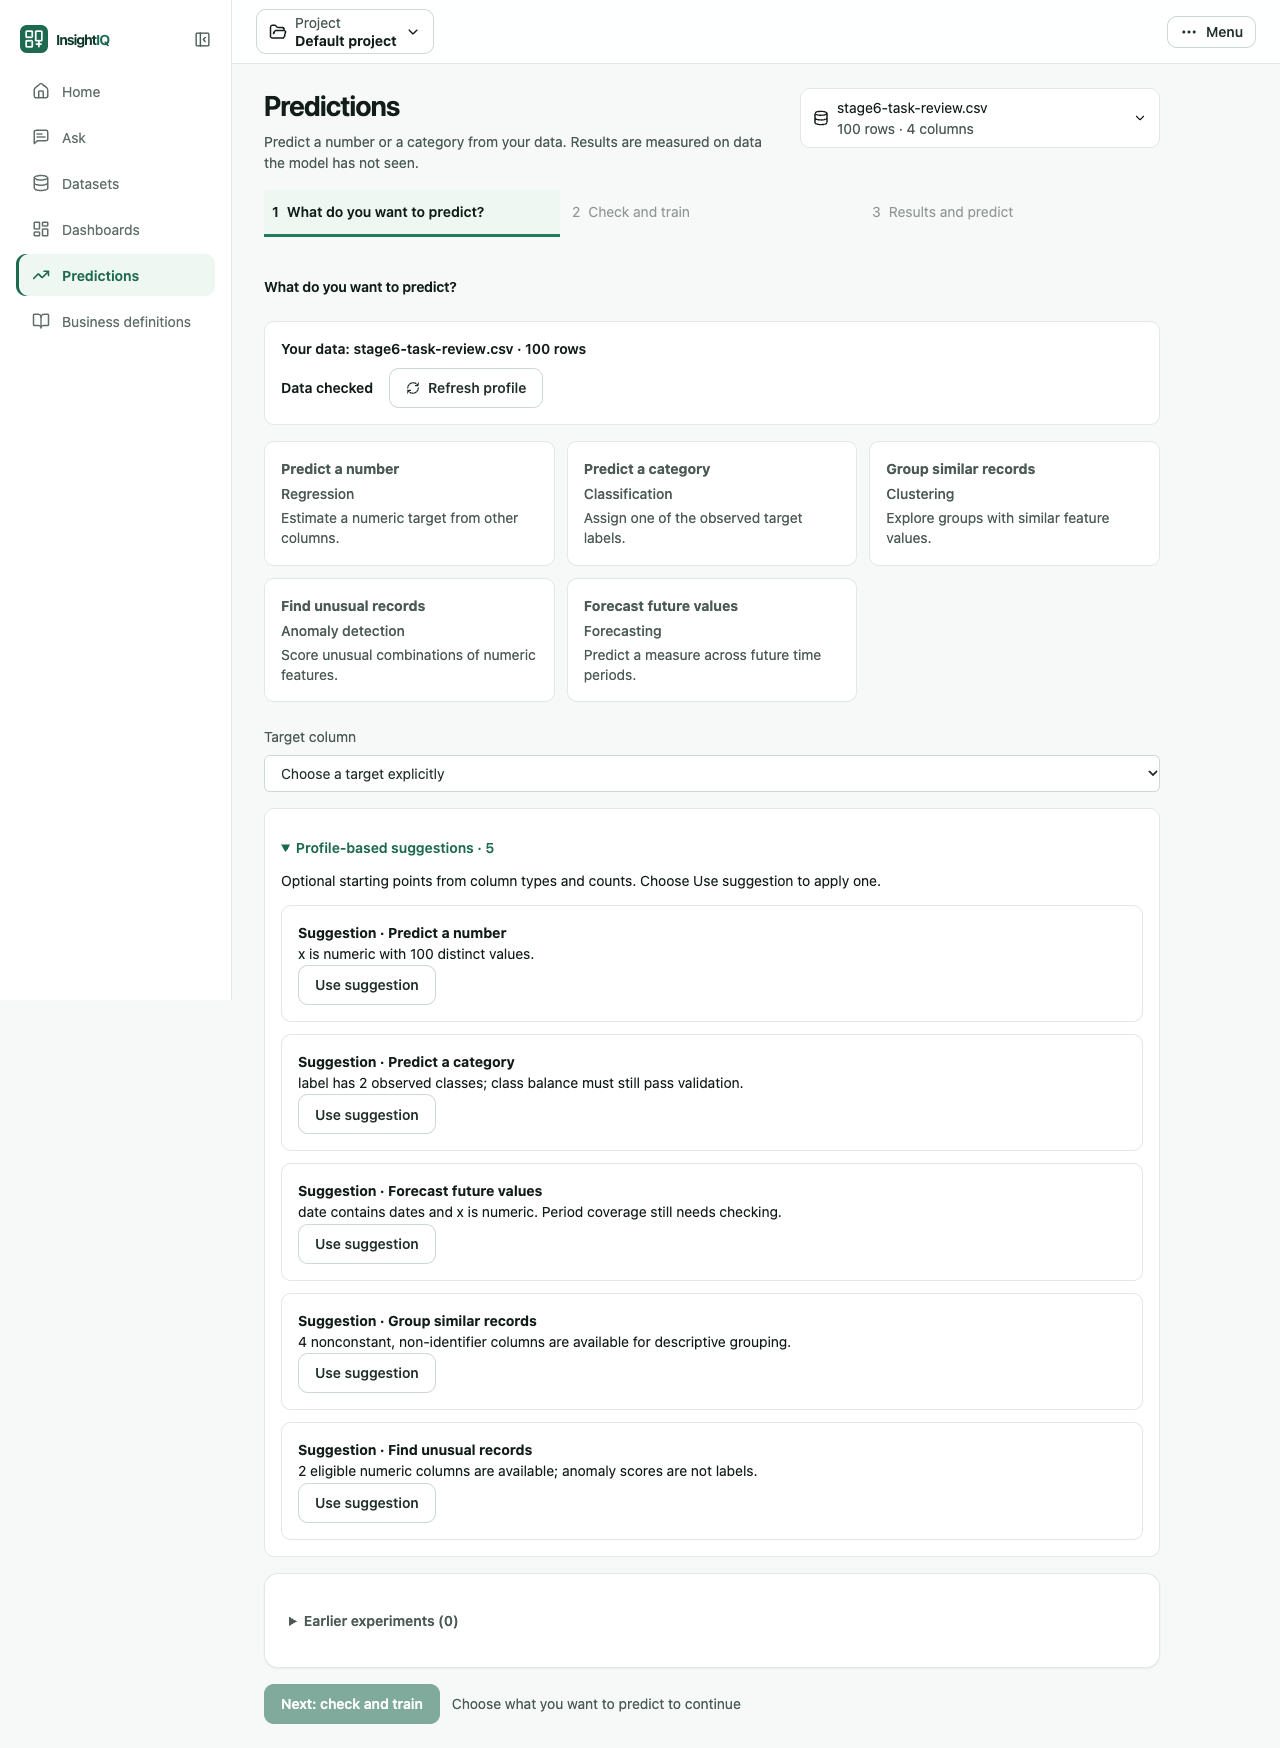 InsightIQ
Home
Ask
Datasets
Dashboards
Predictions
Business definitions
Project
Default project
Menu
Predictions
Predict a number or a category from your data. Results are measured on data
the model has not seen.
stage6-task-review.csv
100 rows · 4 columns
1 What do you want to predict?
2 Check and train
3 Results and predict
What do you want to predict?
Your data: stage6-task-review.csv · 100 rows
Data checked
Refresh profile
Predict a number
Regression
Estimate a numeric target from other
columns.
Predict a category
Classification
Assign one of the observed target
labels.
Group similar records
Clustering
Explore groups with similar feature
values.
Find unusual records
Anomaly detection
Score unusual combinations of numeric
features.
Forecast future values
Forecasting
Predict a measure across future time
periods.
Target column
Choose a target explicitly
Profile-based suggestions · 5
Optional starting points from column types and counts. Choose Use suggestion to apply one.
Suggestion · Predict a number
x is numeric with 100 distinct values.
Use suggestion
Suggestion · Predict a category
label has 2 observed classes; class balance must still pass validation.
Use suggestion
Suggestion · Forecast future values
date contains dates and x is numeric. Period coverage still needs checking.
Use suggestion
Suggestion · Group similar records
4 nonconstant, non-identifier columns are available for descriptive grouping.
Use suggestion
Suggestion · Find unusual records
2 eligible numeric columns are available; anomaly scores are not labels.
Use suggestion
Earlier experiments (0)
Next: check and train
Choose what you want to predict to continue